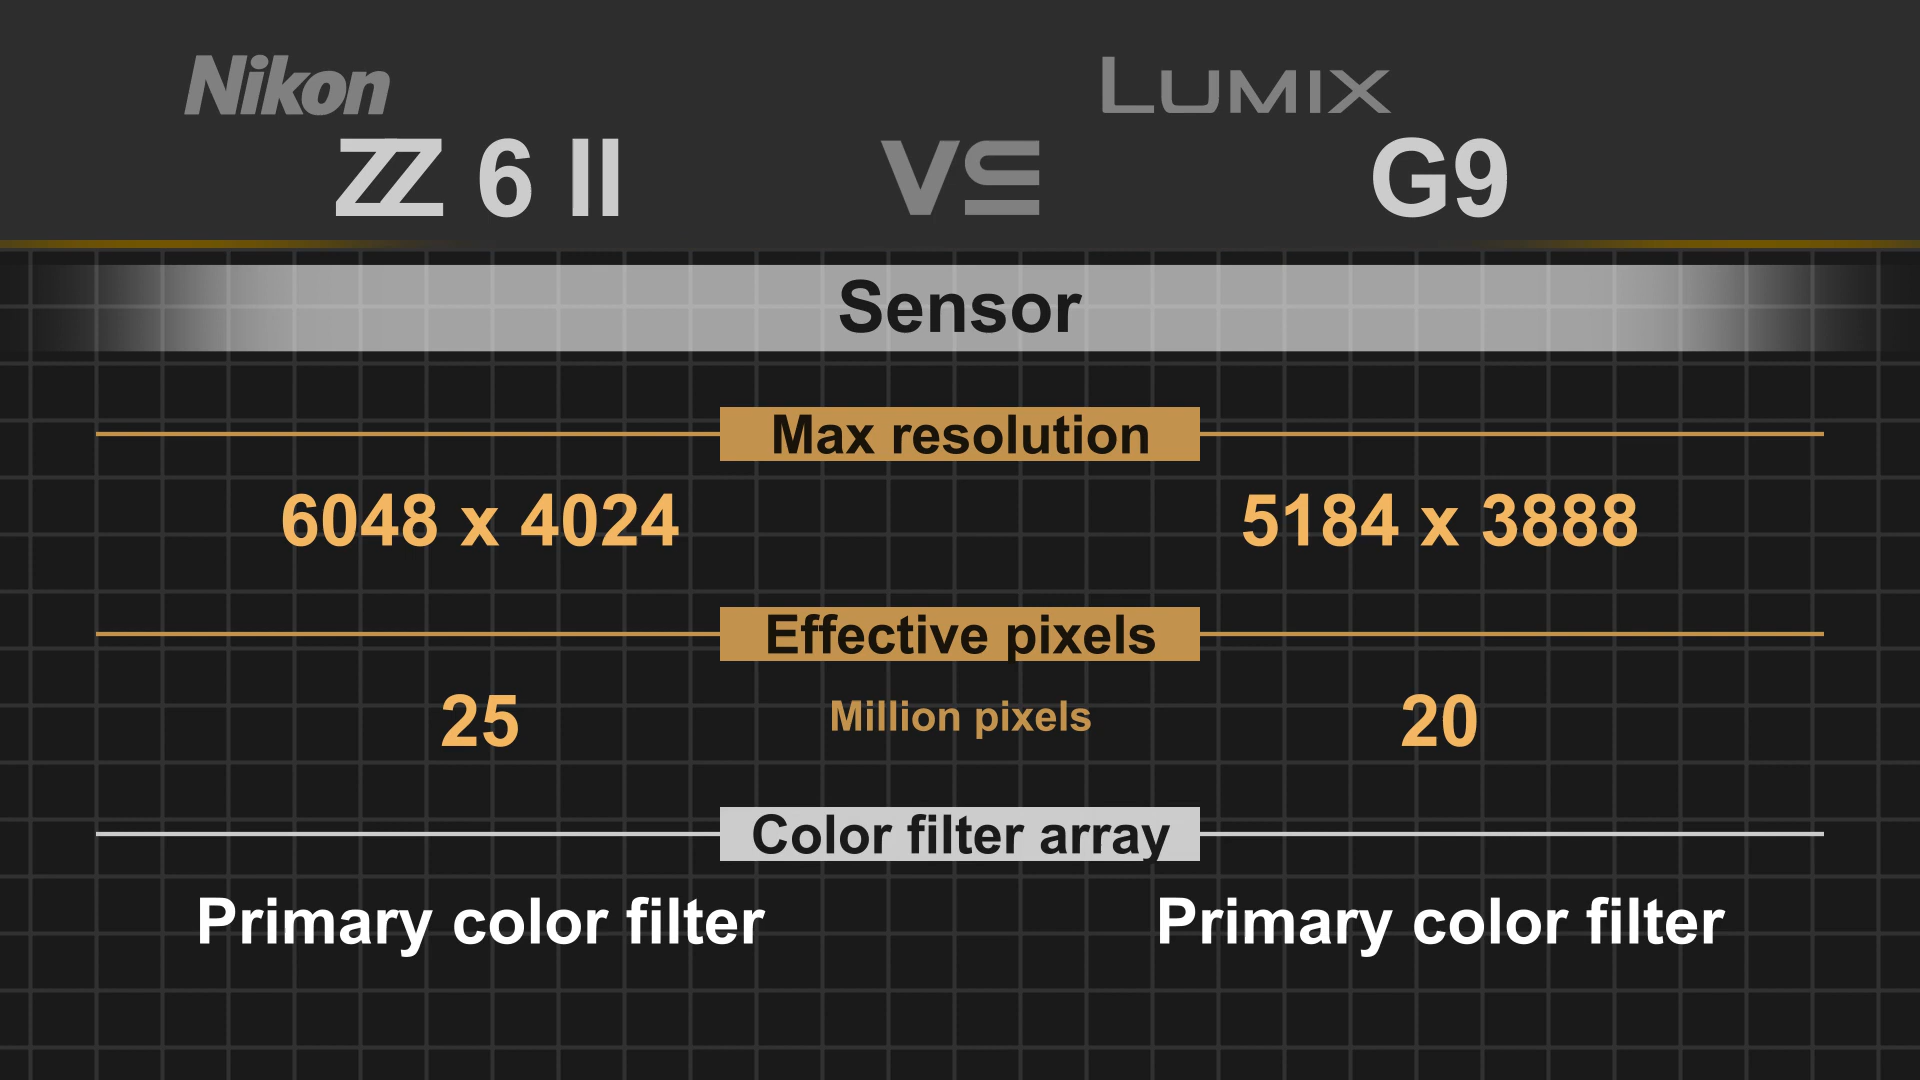 Nikon
LUMIX
ZZ 6 II
VS
G9
Sensor
Max resolution
6048 x 4024
5184 x 3888
Effective pixels
25
Million pixels
20
Color filter array
Primary color filter
Primary color filter